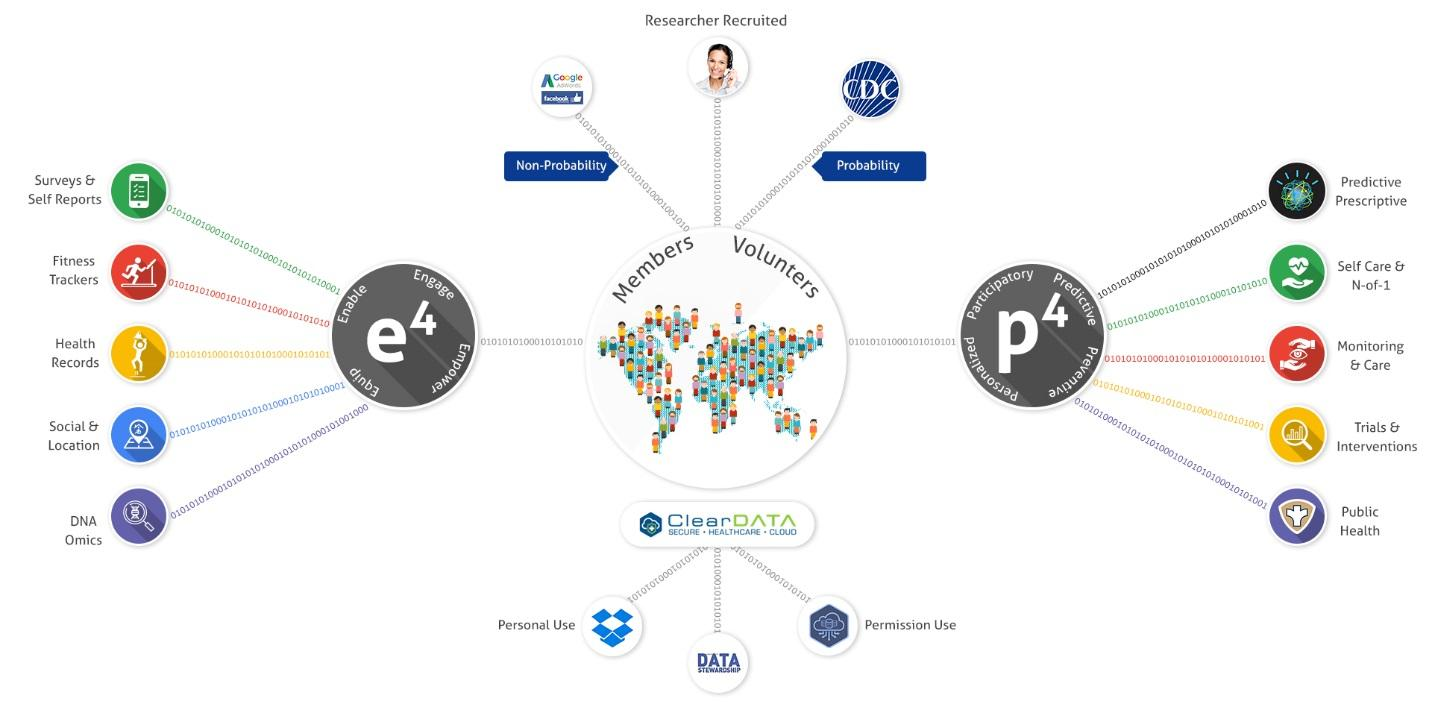 Researcher Recruited
Google
AdWords
facebook
CDC
Non-Probability
Probability
Surveys &
Self Reports
Fitness
Trackers
Health
Records
Social &
Location
DNA
Omics
Enable
Engage
Empower
Equip
e4
Members
Volunters
Participatory
Predictive
Preventive
Personalized
p4
Predictive
Prescriptive
Self Care &
N-of-1
Monitoring
& Care
Trials &
Interventions
Public
Health
ClearDATA
SECURE • HEALTHCARE • CLOUD
Personal Use
DATA
STEWARDSHIP
Permission Use